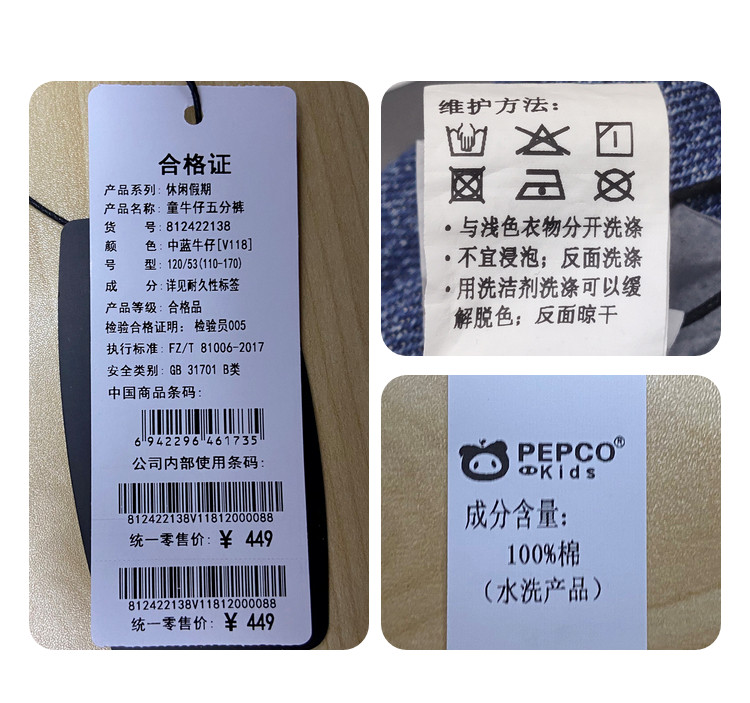 合格证
产品系列: 休闲假期
产品名称: 童牛仔五分裤
货 号: 812422138
颜 色: 中蓝牛仔[V118]
号 型: 120/53(110-170)
成 分: 详见耐久性标签
产品等级: 合格品
检验合格证明: 检验员005
执行标准: FZ/T 81006-2017
安全类别: GB 31701 B类
中国商品条码:
6 942296 461735
公司内部使用条码:
812422138V11812000088
统一零售价: ¥ 449
812422138V11812000088
统一零售价: ¥ 449
维护方法:
·与浅色衣物分开洗涤
·不宜浸泡; 反面洗涤
·用洗洁剂洗涤可以缓
解脱色; 反面晾干
PEPCO®
Kids
成分含量:
100%棉
(水洗产品)